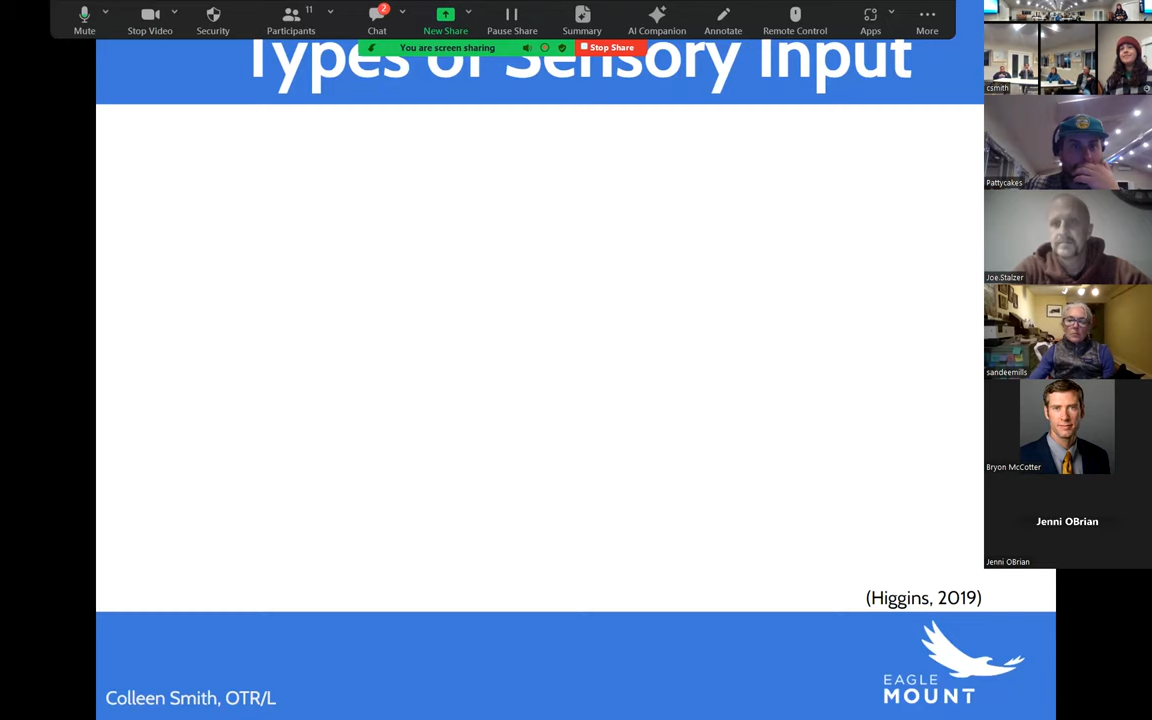 11
2
Mute
Stop Video
Security
Participants
Chat
New Share
Pause Share
Summary
AI Companion
Annotate
Remote Control
Apps
More
You are screen sharing
Stop Share
Types of Sensory Input
csmith
Pattycakes
Joe.Stalzer
sandeemills
Bryon McCotter
Jenni OBrian
Jenni OBrian
(Higgins, 2019)
Colleen Smith, OTR/L
EAGLE
MOUNT